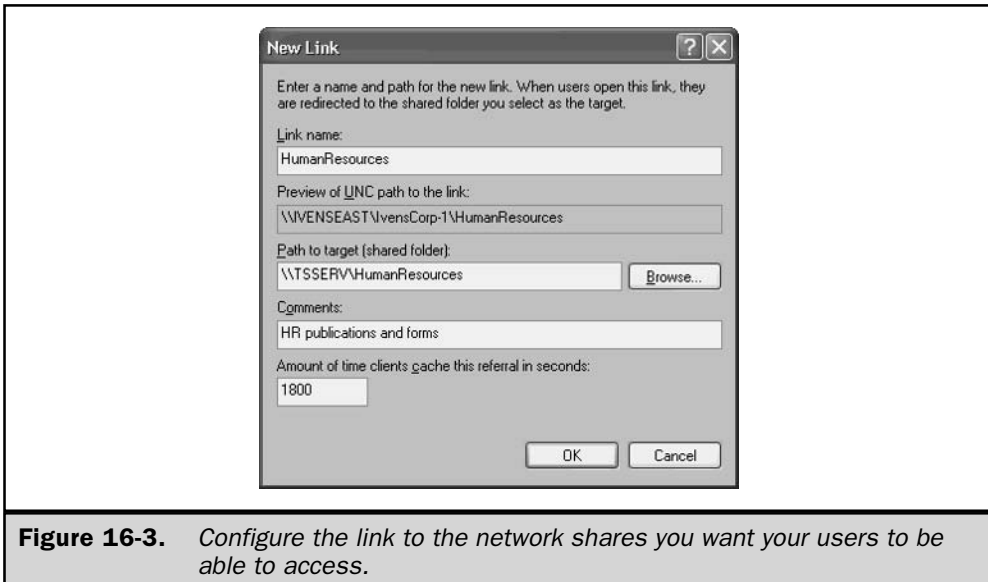 New Link
Enter a name and path for the new link. When users open this link, they
are redirected to the shared folder you select as the target.
Link name:
HumanResources
Preview of UNC path to the link:
\\IVENSEAST\IvensCorp-1\HumanResources
Path to target (shared folder):
\\TSSERV\HumanResources
Browse...
Comments:
HR publications and forms
Amount of time clients cache this referral in seconds:
1800
OK
Cancel
Figure 16-3. Configure the link to the network shares you want your users to be
able to access.